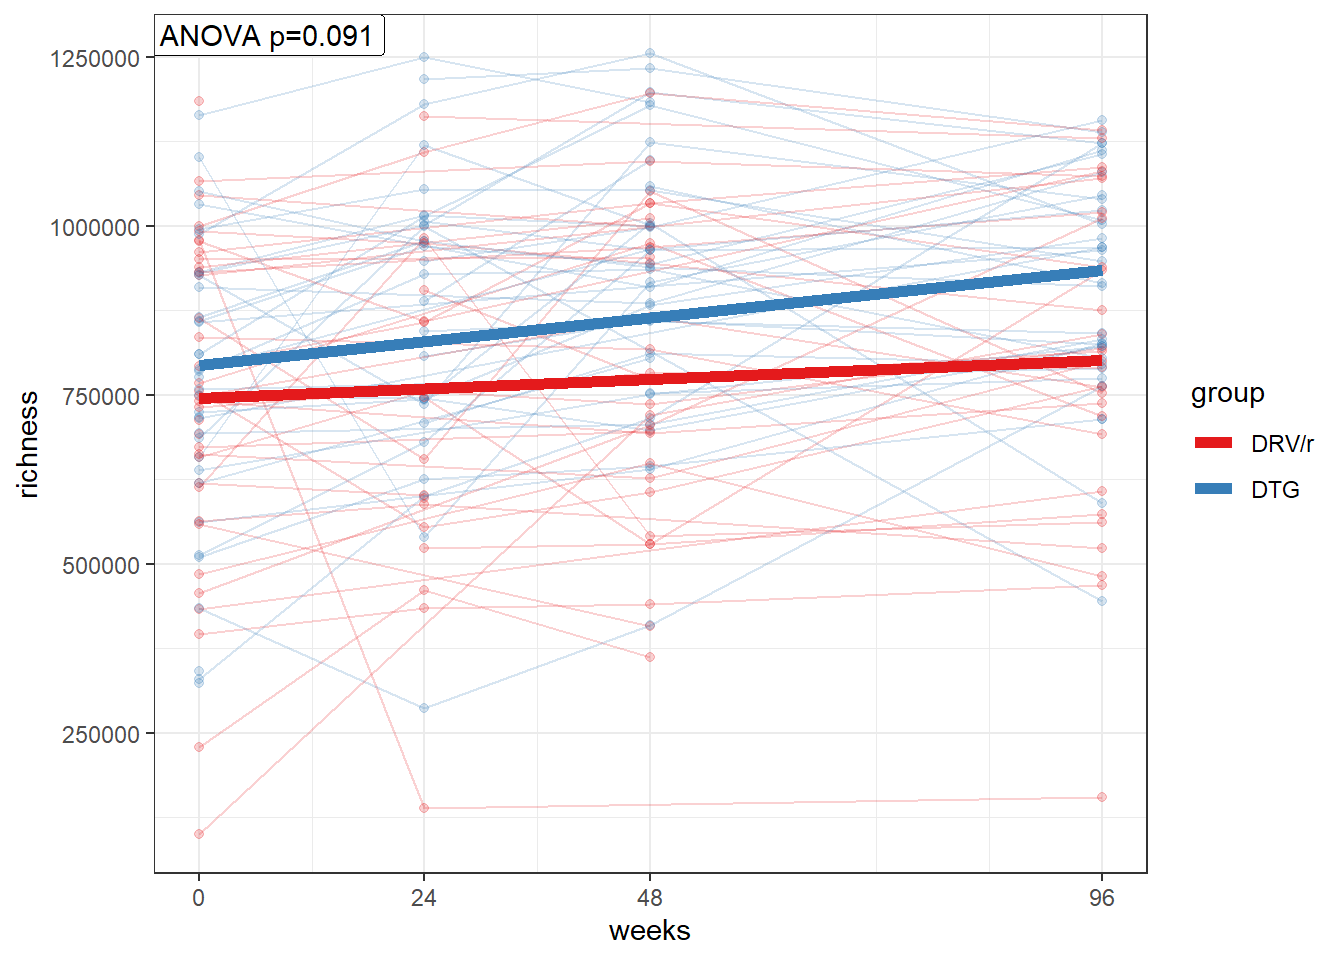 ANOVA p=0.091
1250000
1000000
750000
500000
250000
richness
0 24 48 96
weeks
group
DRV/r
DTG